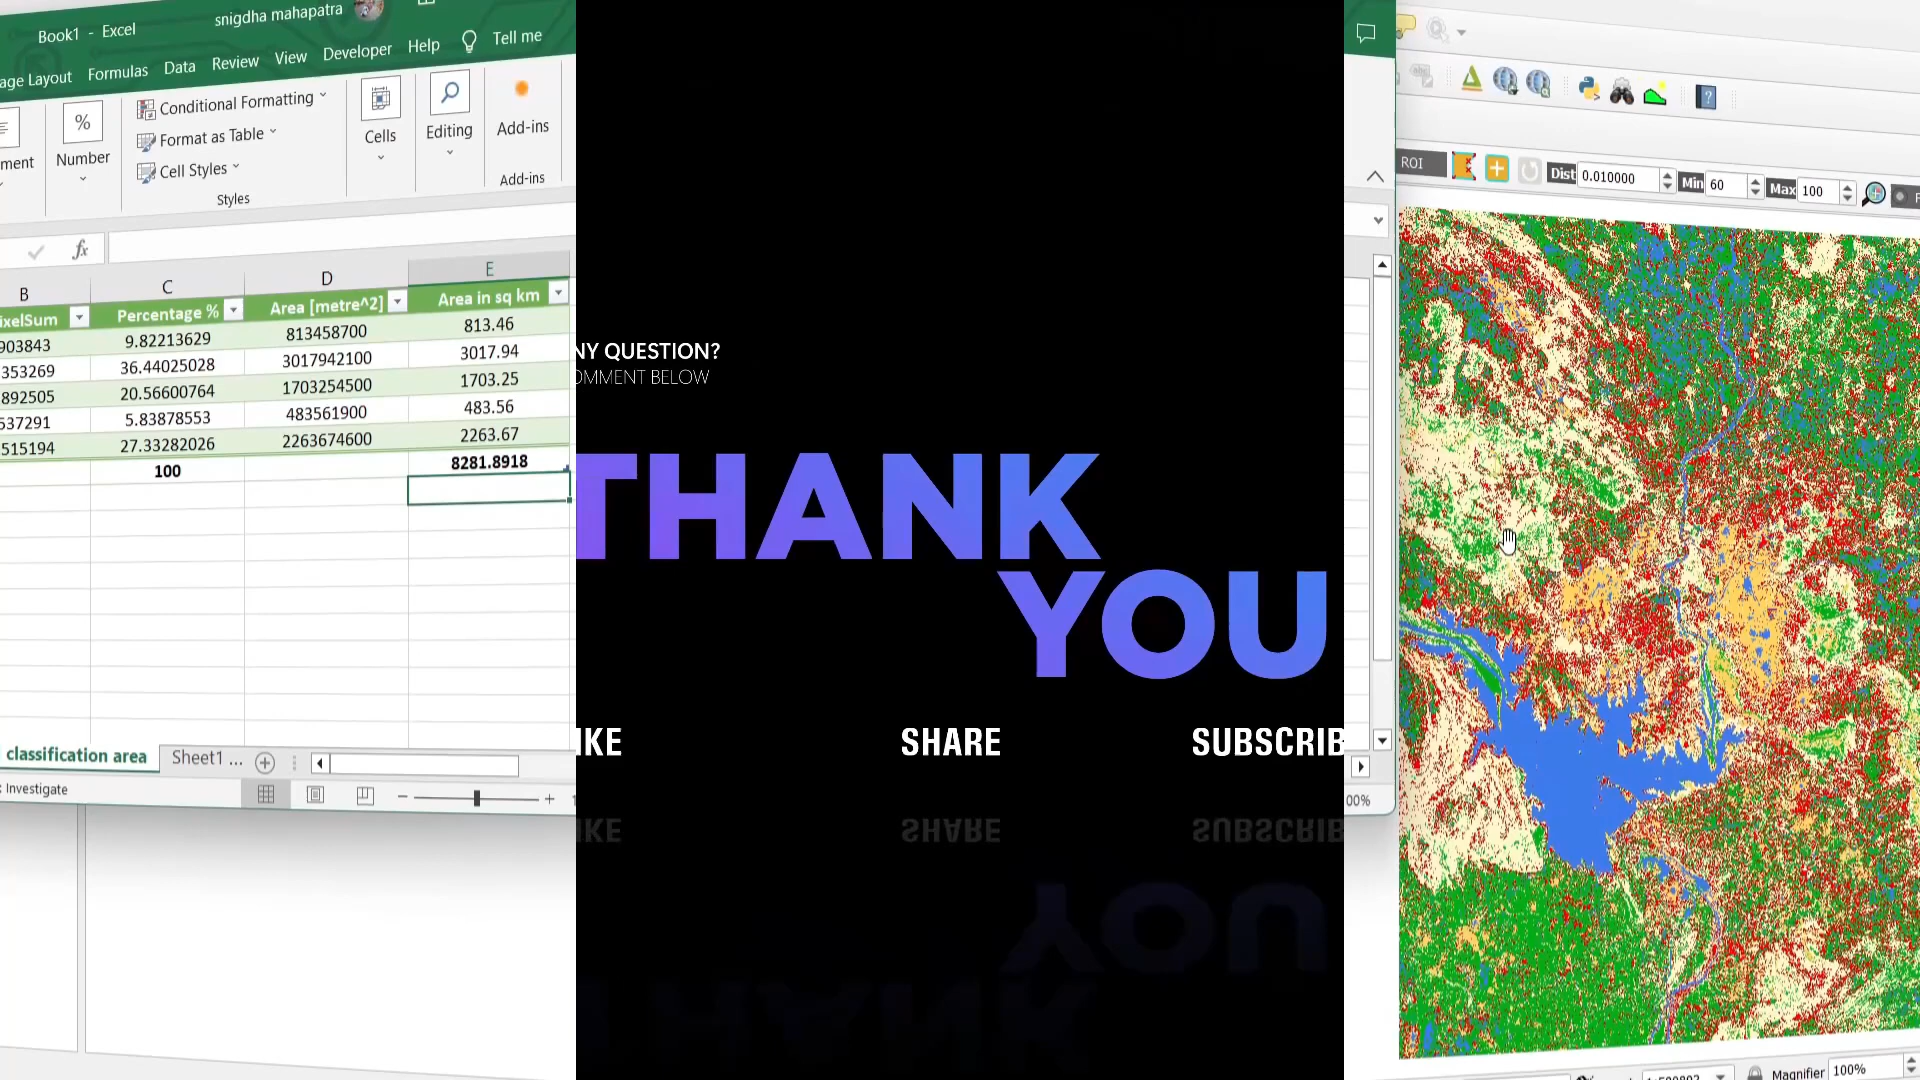 Book1 - Excel
snigdha mahapatra
age Layout Formulas Data Review View Developer Help Tell me
ment
%
Number
Conditional Formatting
Format as Table
Cell Styles
Styles
Cells
Editing
Add-ins
Add-ins
fx
B C D E
ixelSum Percentage % Area [metre^2] Area in sq km
903843 9.82213629 813458700 813.46
353269 36.44025028 3017942100 3017.94
892505 20.56600764 1703254500 1703.25
537291 5.83878553 483561900 483.56
515194 27.33282026 2263674600 2263.67
100 8281.8918
classification area Sheet1 ...
: Investigate
NY QUESTION?
OMMENT BELOW
THANK
YOU
IKE SHARE SUBSCRIB
00%
ROI Dist 0.010000 Min 60 Max 100
Magnifier 100%